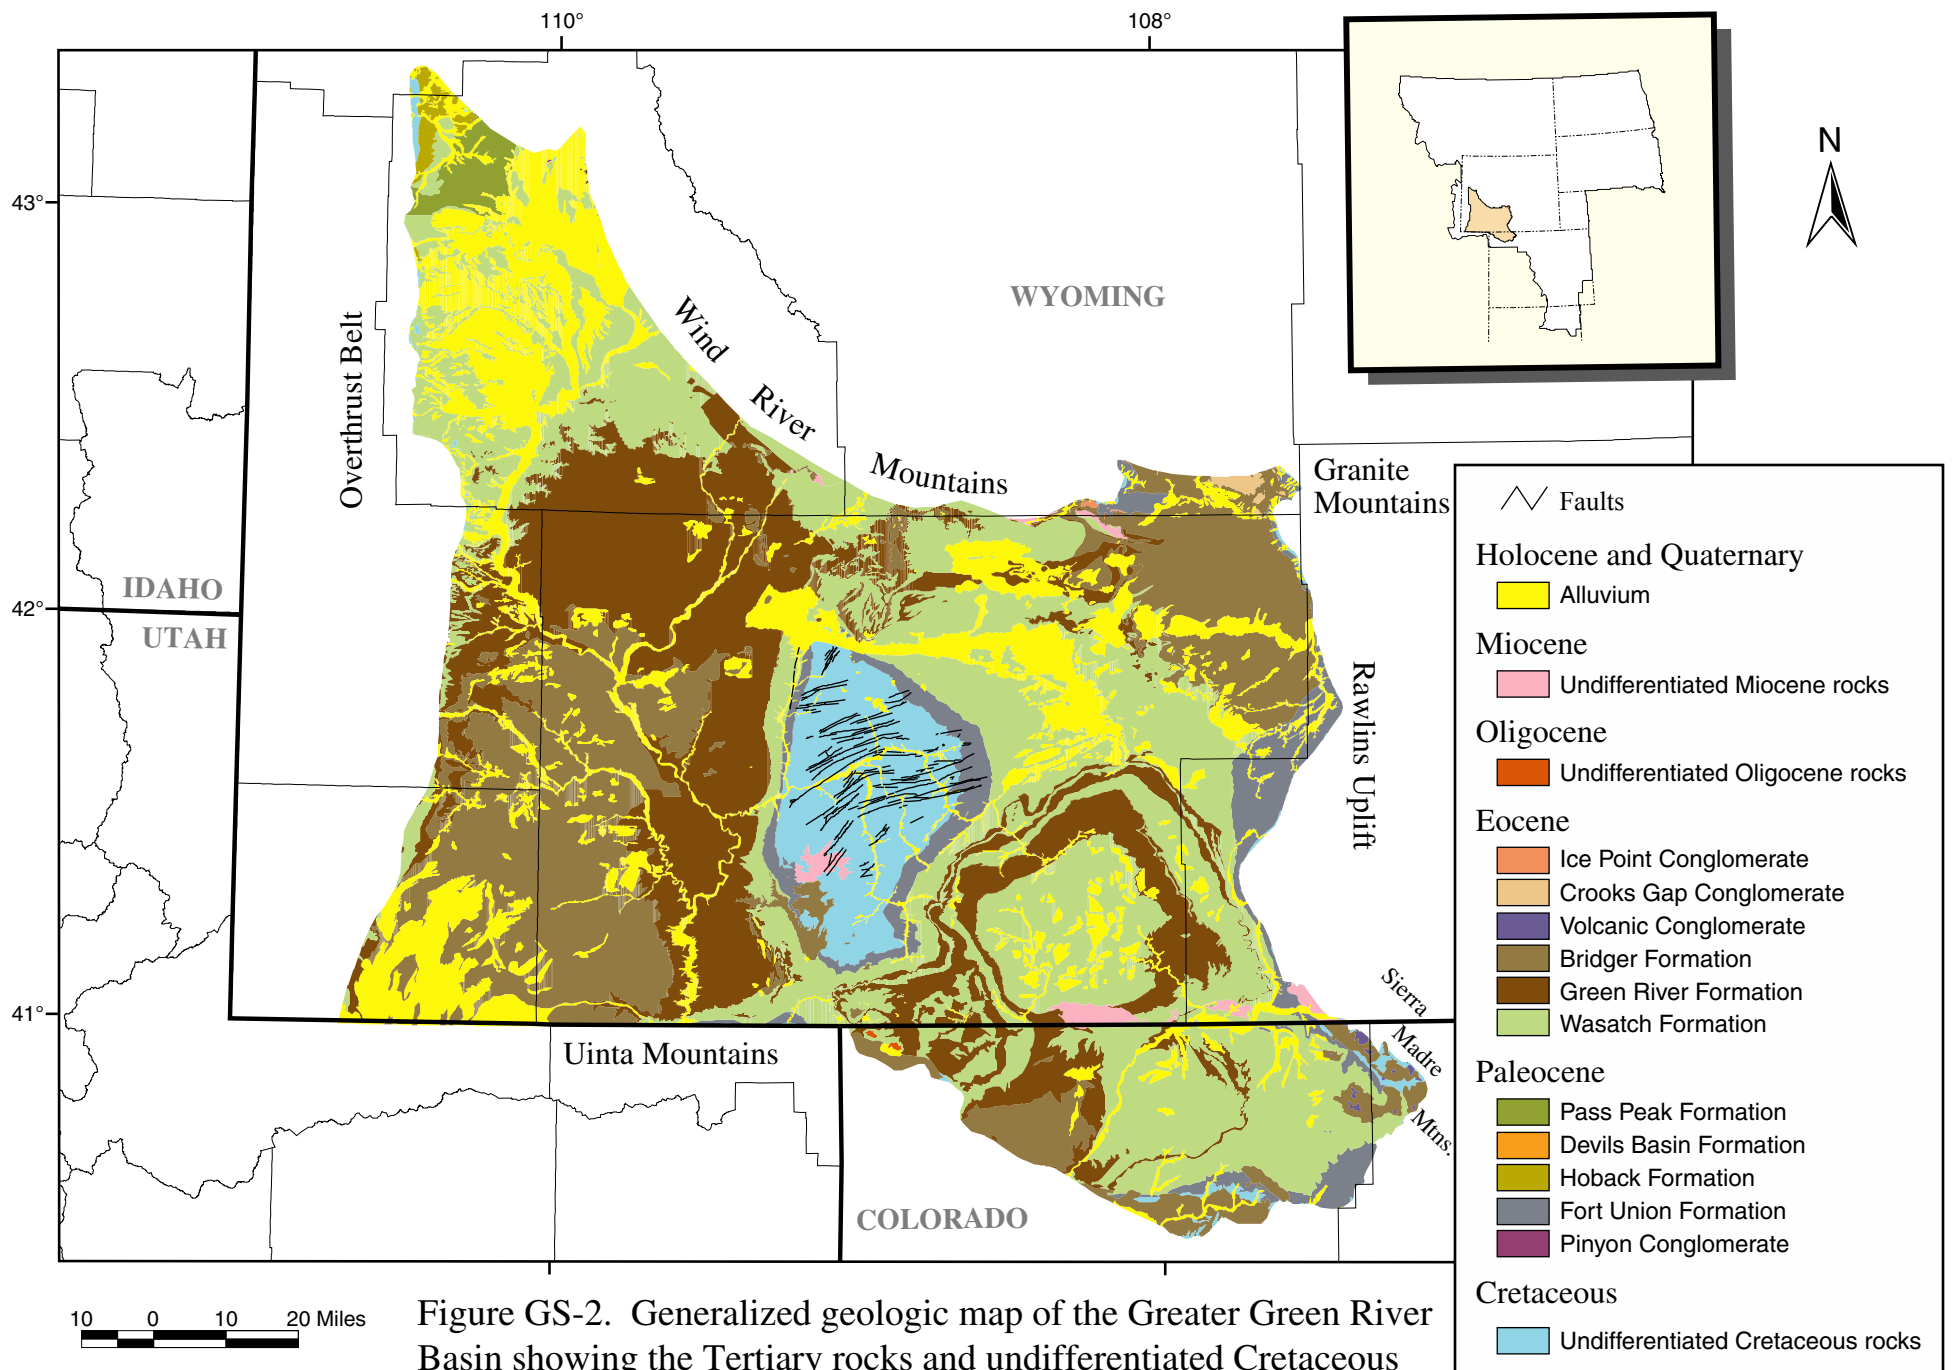 110°
108°
N
43°
WYOMING
Wind
River
Mountains
Overthrust Belt
Granite
Mountains
Faults
Holocene and Quaternary
Alluvium
IDAHO
42°
UTAH
Miocene
Undifferentiated Miocene rocks
Rawlins Uplift
Oligocene
Undifferentiated Oligocene rocks
Eocene
Ice Point Conglomerate
Crooks Gap Conglomerate
Volcanic Conglomerate
Bridger Formation
Green River Formation
Wasatch Formation
Sierra
Madre
Mtns.
41°
Uinta Mountains
Paleocene
Pass Peak Formation
Devils Basin Formation
Hoback Formation
Fort Union Formation
Pinyon Conglomerate
COLORADO
Cretaceous
Undifferentiated Cretaceous rocks
10 0 10 20 Miles
Figure GS-2. Generalized geologic map of the Greater Green River
Basin showing the Tertiary rocks and undifferentiated Cretaceous